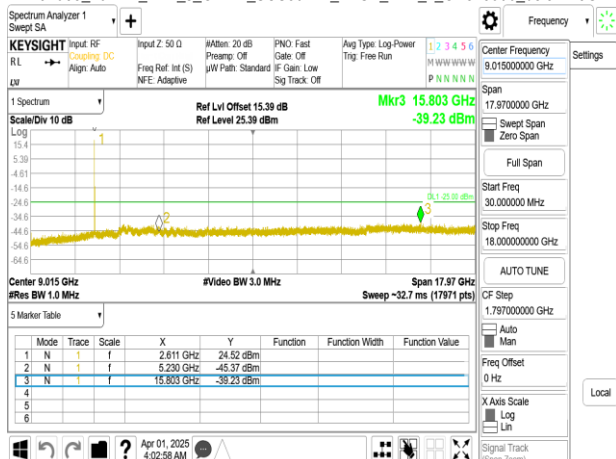 Spectrum Analyzer 1
Swept SA
Frequency
Settings
KEYSIGHT
RL
Input: RF
Coupling: DC
Align: Auto
Input Z: 50 Ω
Freq Ref: Int (S)
NFE: Adaptive
#Atten: 20 dB
Preamp: Off
µW Path: Standard
PNO: Fast
Gate: Off
IF Gain: Low
Sig Track: Off
Avg Type: Log-Power
Trig: Free Run
1 2 3 4 5 6
M W W W W W
P N N N N N
1 Spectrum
Scale/Div 10 dB
Ref Lvl Offset 15.39 dB
Ref Level 25.39 dBm
Mkr3 15.803 GHz
-39.23 dBm
Log
15.4
5.39
-4.61
-14.6
-24.6
-34.6
-44.6
-54.6
-64.6
1
2
3
DL1 -25.00 dBm
Center 9.015 GHz
#Res BW 1.0 MHz
#Video BW 3.0 MHz
Span 17.97 GHz
Sweep ~32.7 ms (17971 pts)
5 Marker Table
Mode Trace Scale X Y Function Function Width Function Value
1 N 1 f 2.611 GHz 24.52 dBm
2 N 1 f 5.230 GHz -45.37 dBm
3 N 1 f 15.803 GHz -39.23 dBm
4
5
6
Apr 01, 2025
4:02:58 AM
Center Frequency
9.015000000 GHz
Span
17.9700000 GHz
Swept Span
Zero Span
Full Span
Start Freq
30.000000 MHz
Stop Freq
18.000000000 GHz
AUTO TUNE
CF Step
1.797000000 GHz
Auto
Man
Freq Offset
0 Hz
X Axis Scale
Log
Lin
Signal Track
Local